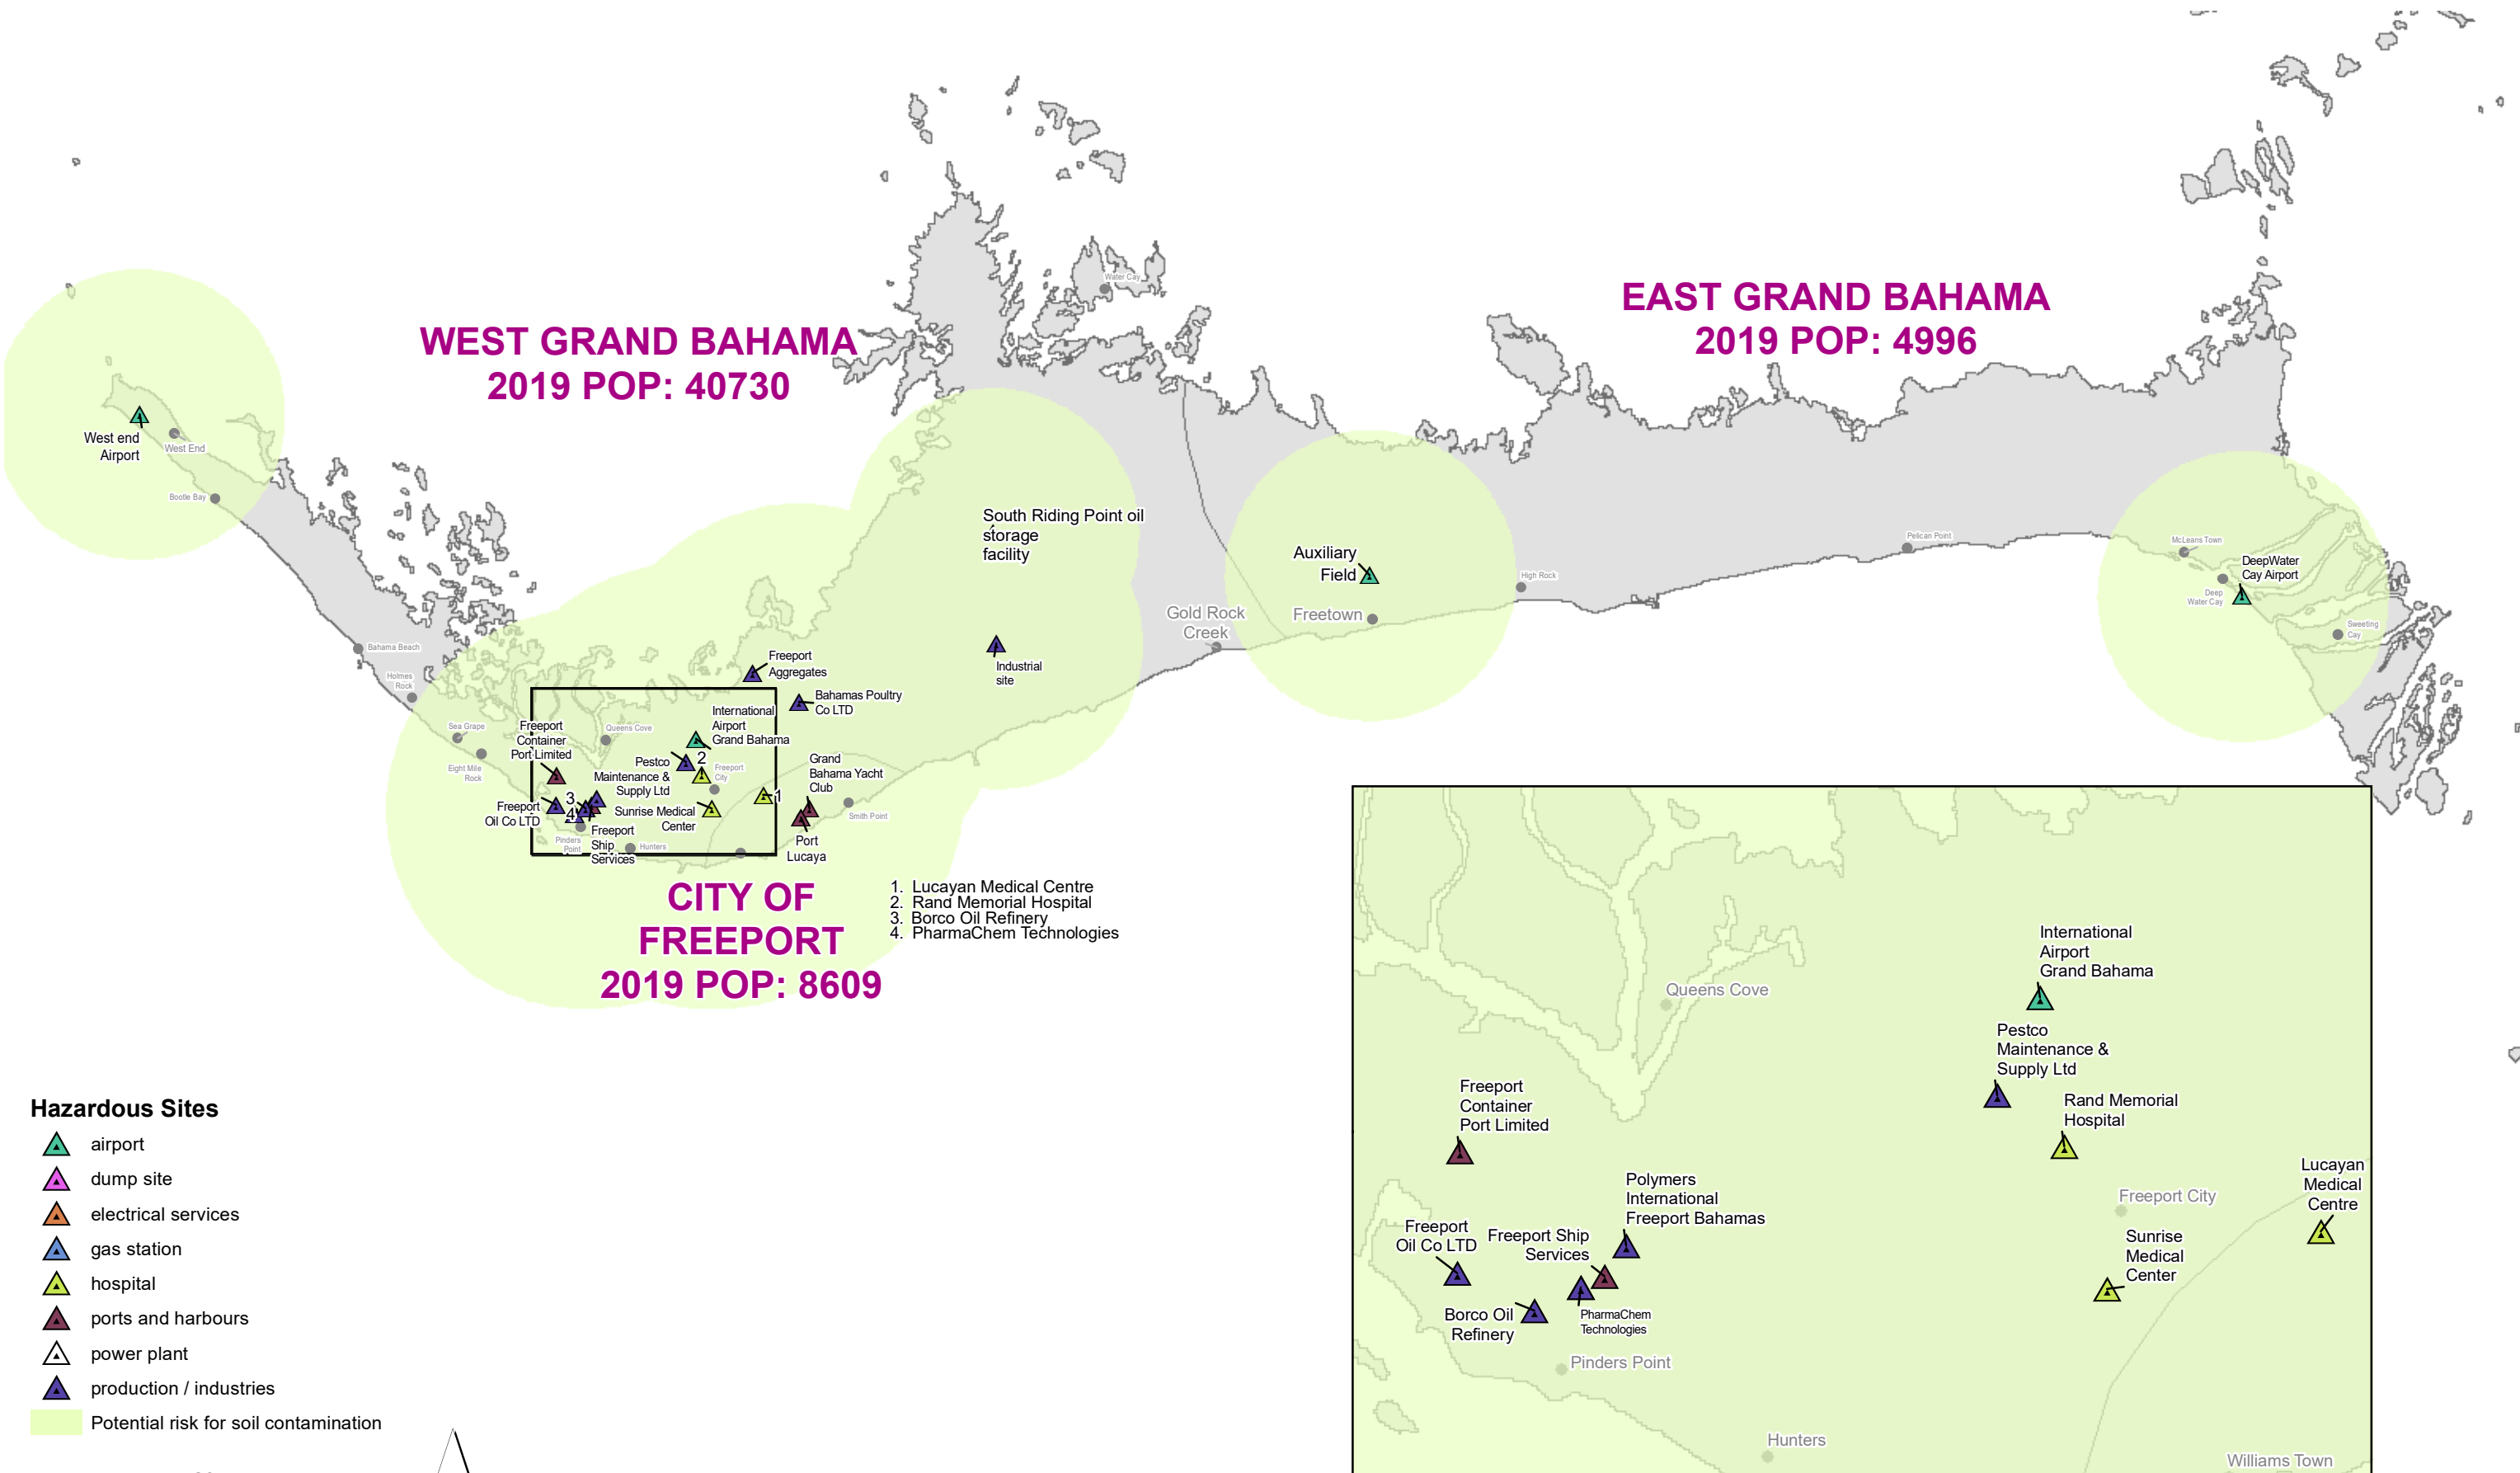 WEST GRAND BAHAMA
2019 POP: 40730
EAST GRAND BAHAMA
2019 POP: 4996
Water Cay
West end
Airport
West End
Bootle Bay
South Riding Point oil
storage
facility
Auxiliary
Field
Freetown
Gold Rock
Creek
High Rock
Pelican Point
McLeans Town
DeepWater
Cay Airport
Deep
Water Cay
Sweeting
Cay
Bahama Beach
Holmes
Rock
Sea Grape
Eight Mile
Rock
Industrial
site
Freeport
Aggregates
Bahamas Poultry
Co LTD
International
Airport
Grand Bahama
Freeport
Container
Port Limited
Queens Cove
Pestco
Maintenance &
Supply Ltd
2
Freeport
City
1
3
4
Freeport
Oil Co LTD
Sunrise Medical
Center
Freeport
Ship
Services
Pinders
Point
Hunters
Grand
Bahama Yacht
Club
Smith Point
Port
Lucaya
CITY OF
FREEPORT
2019 POP: 8609
1. Lucayan Medical Centre
2. Rand Memorial Hospital
3. Borco Oil Refinery
4. PharmaChem Technologies
International
Airport
Grand Bahama
Queens Cove
Pestco
Maintenance &
Supply Ltd
Freeport
Container
Port Limited
Rand Memorial
Hospital
Lucayan
Medical
Centre
Polymers
International
Freeport Bahamas
Freeport City
Freeport
Oil Co LTD
Freeport Ship
Services
Sunrise
Medical
Center
Borco Oil
Refinery
PharmaChem
Technologies
Pinders Point
Hunters
Williams Town
Hazardous Sites
airport
dump site
electrical services
gas station
hospital
ports and harbours
power plant
production / industries
Potential risk for soil contamination